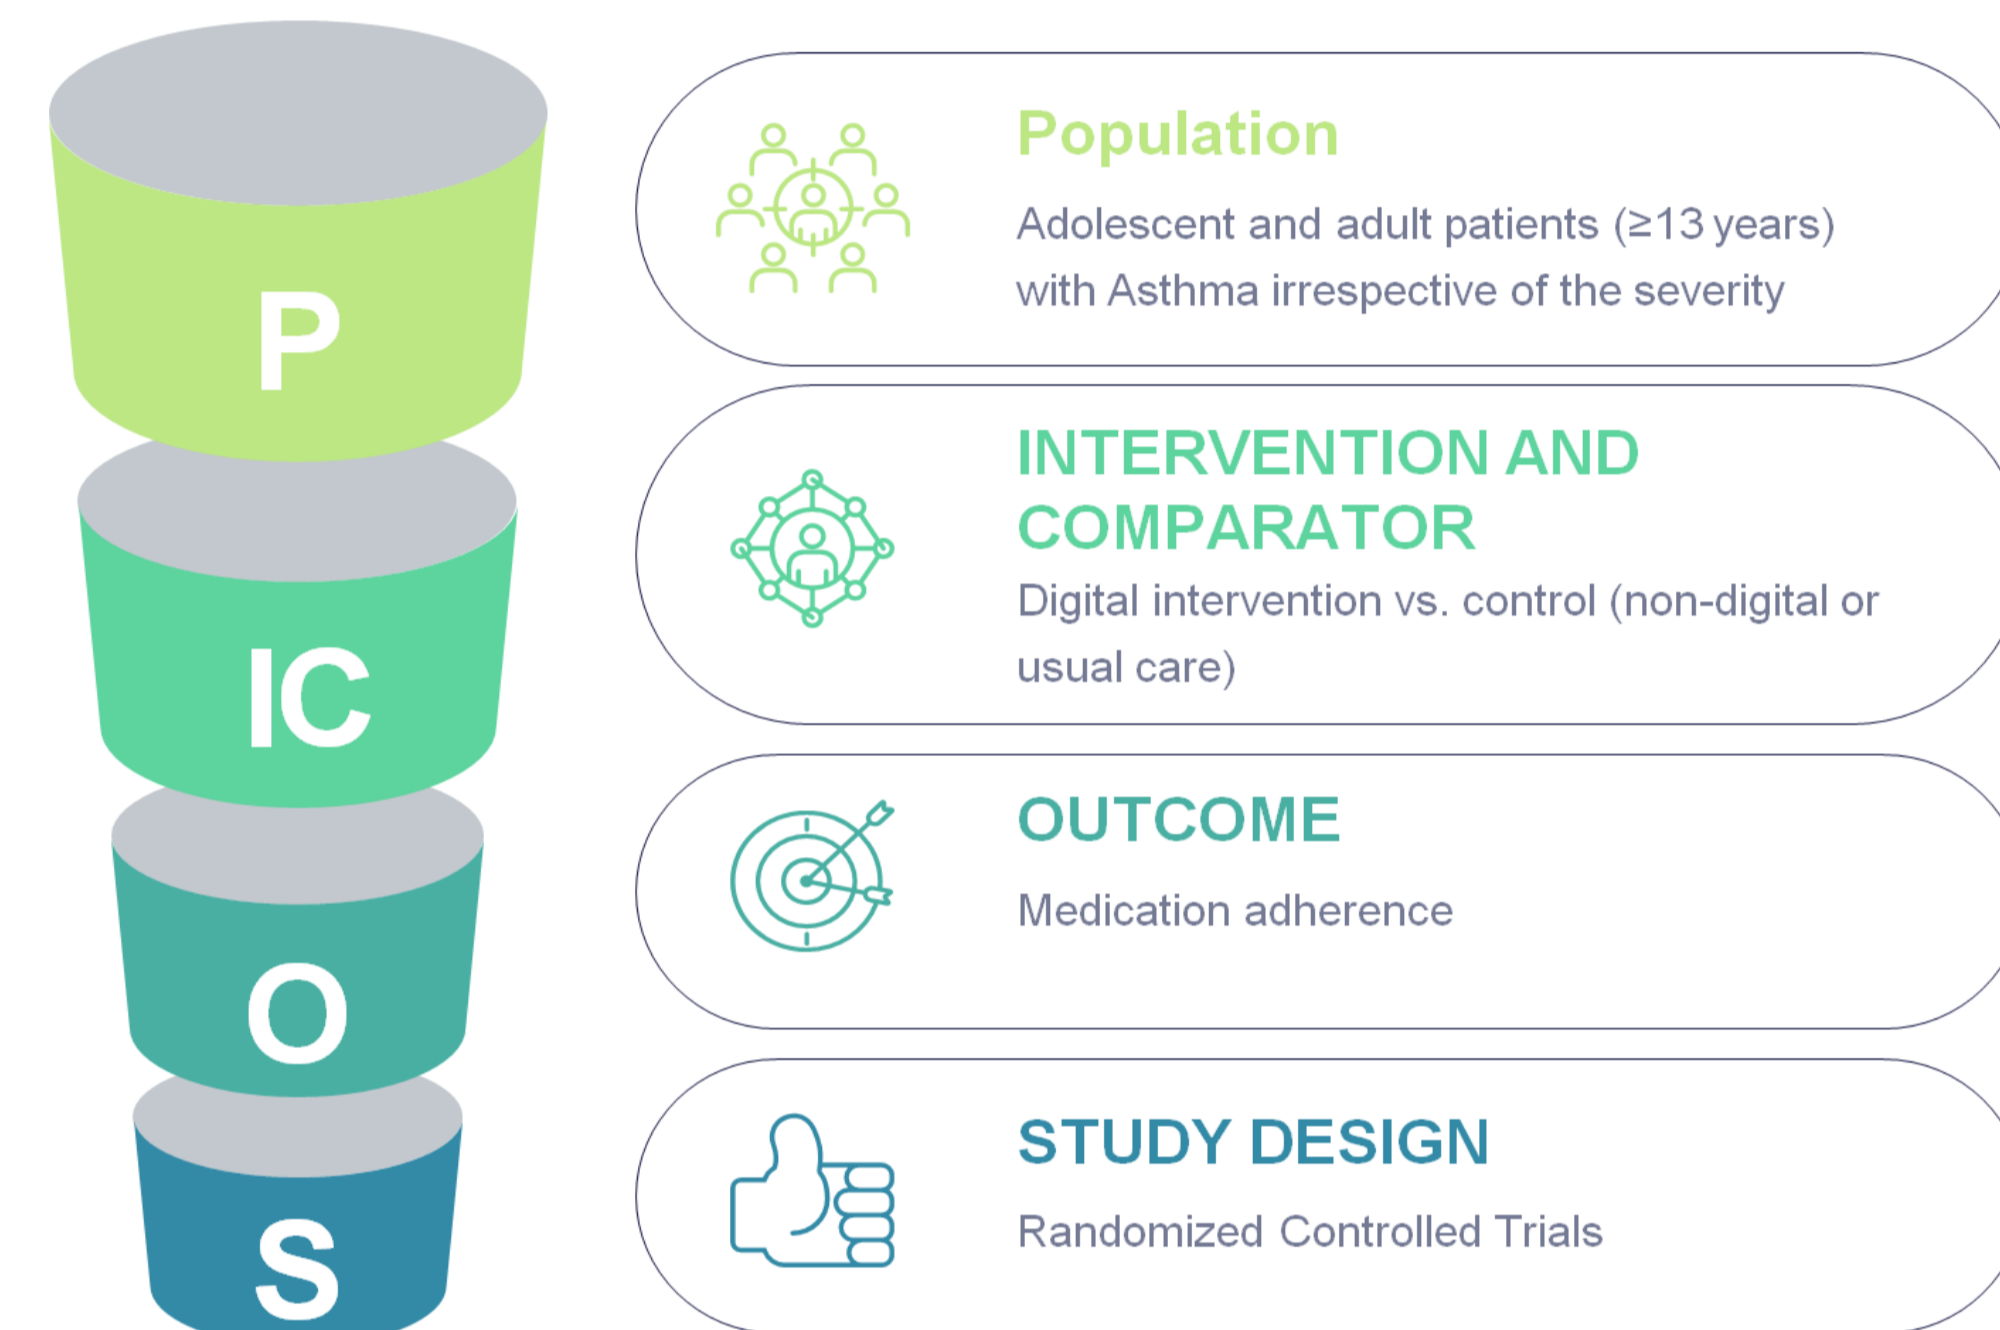 P
Population
Adolescent and adult patients (≥13 years)
with Asthma irrespective of the severity
IC
INTERVENTION AND
COMPARATOR
Digital intervention vs. control (non-digital or
usual care)
O
OUTCOME
Medication adherence
S
STUDY DESIGN
Randomized Controlled Trials